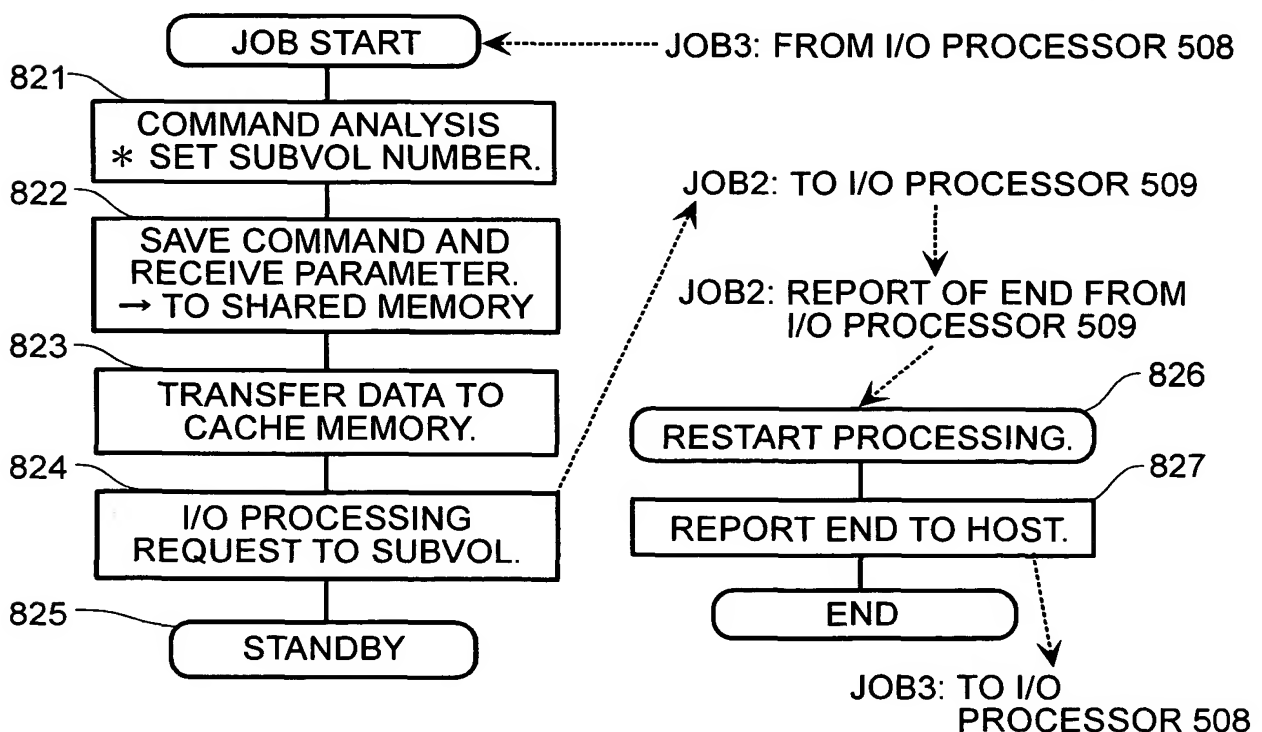 JOB START
JOB3: FROM I/O PROCESSOR 508
821
COMMAND ANALYSIS
* SET SUBVOL NUMBER.
822
SAVE COMMAND AND
RECEIVE PARAMETER.
→ TO SHARED MEMORY
823
TRANSFER DATA TO
CACHE MEMORY.
824
I/O PROCESSING
REQUEST TO SUBVOL.
825
STANDBY
JOB2: TO I/O PROCESSOR 509
JOB2: REPORT OF END FROM
I/O PROCESSOR 509
826
RESTART PROCESSING.
827
REPORT END TO HOST.
END
JOB3: TO I/O
PROCESSOR 508